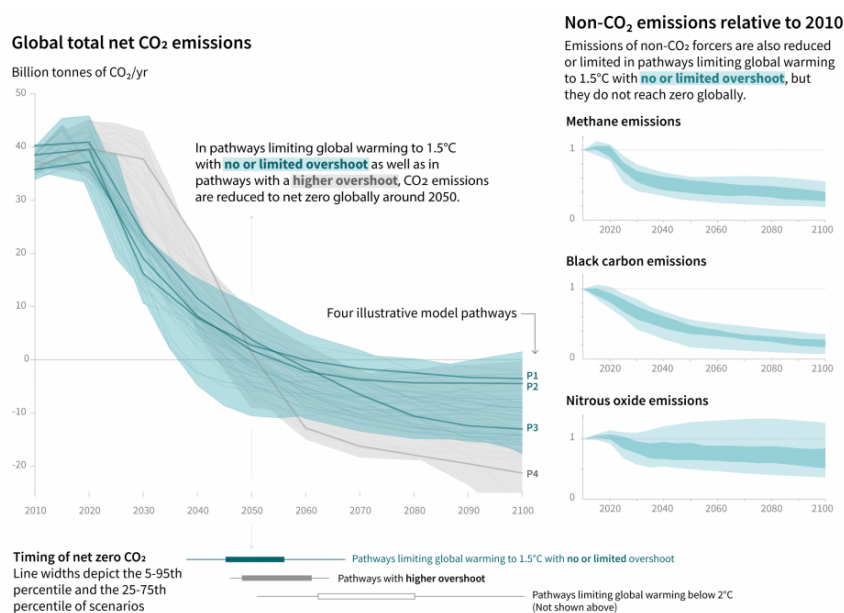 Global total net CO₂ emissions
Billion tonnes of CO₂/yr
50
40
30
20
10
0
-10
-20
2010 2020 2030 2040 2050 2060 2070 2080 2090 2100
In pathways limiting global warming to 1.5°C
with no or limited overshoot as well as in
pathways with a higher overshoot, CO2 emissions
are reduced to net zero globally around 2050.
Four illustrative model pathways
P1
P2
P3
P4
Timing of net zero CO₂
Line widths depict the 5-95th
percentile and the 25-75th
percentile of scenarios
Pathways limiting global warming to 1.5°C with no or limited overshoot
Pathways with higher overshoot
Pathways limiting global warming below 2°C
(Not shown above)
Non-CO₂ emissions relative to 2010
Emissions of non-CO₂ forcers are also reduced
or limited in pathways limiting global warming
to 1.5°C with no or limited overshoot, but
they do not reach zero globally.
Methane emissions
1
0
2020 2040 2060 2080 2100
Black carbon emissions
1
0
2020 2040 2060 2080 2100
Nitrous oxide emissions
1
0
2020 2040 2060 2080 2100